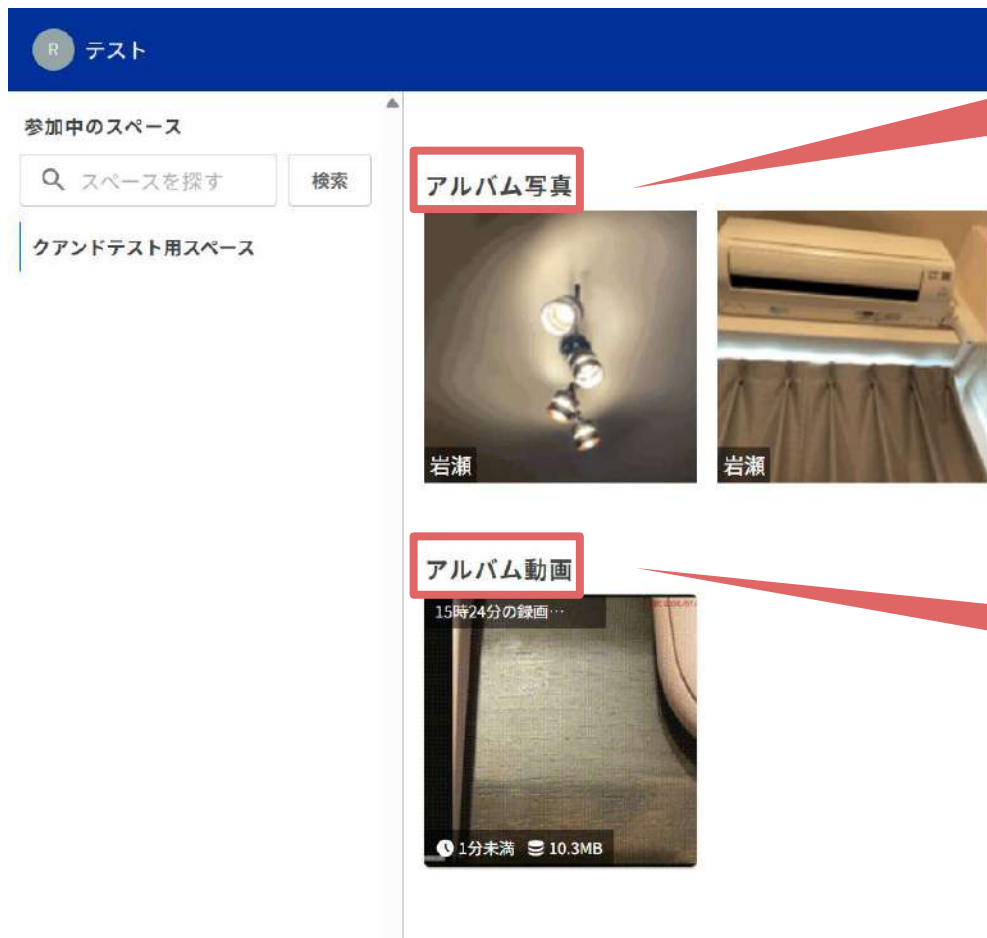 R テスト
参加中のスペース
スペースを探す 検索
クアンドテスト用スペース
アルバム写真
岩瀬
岩瀬
アルバム動画
15時24分の録画…
1分未満 10.3MB